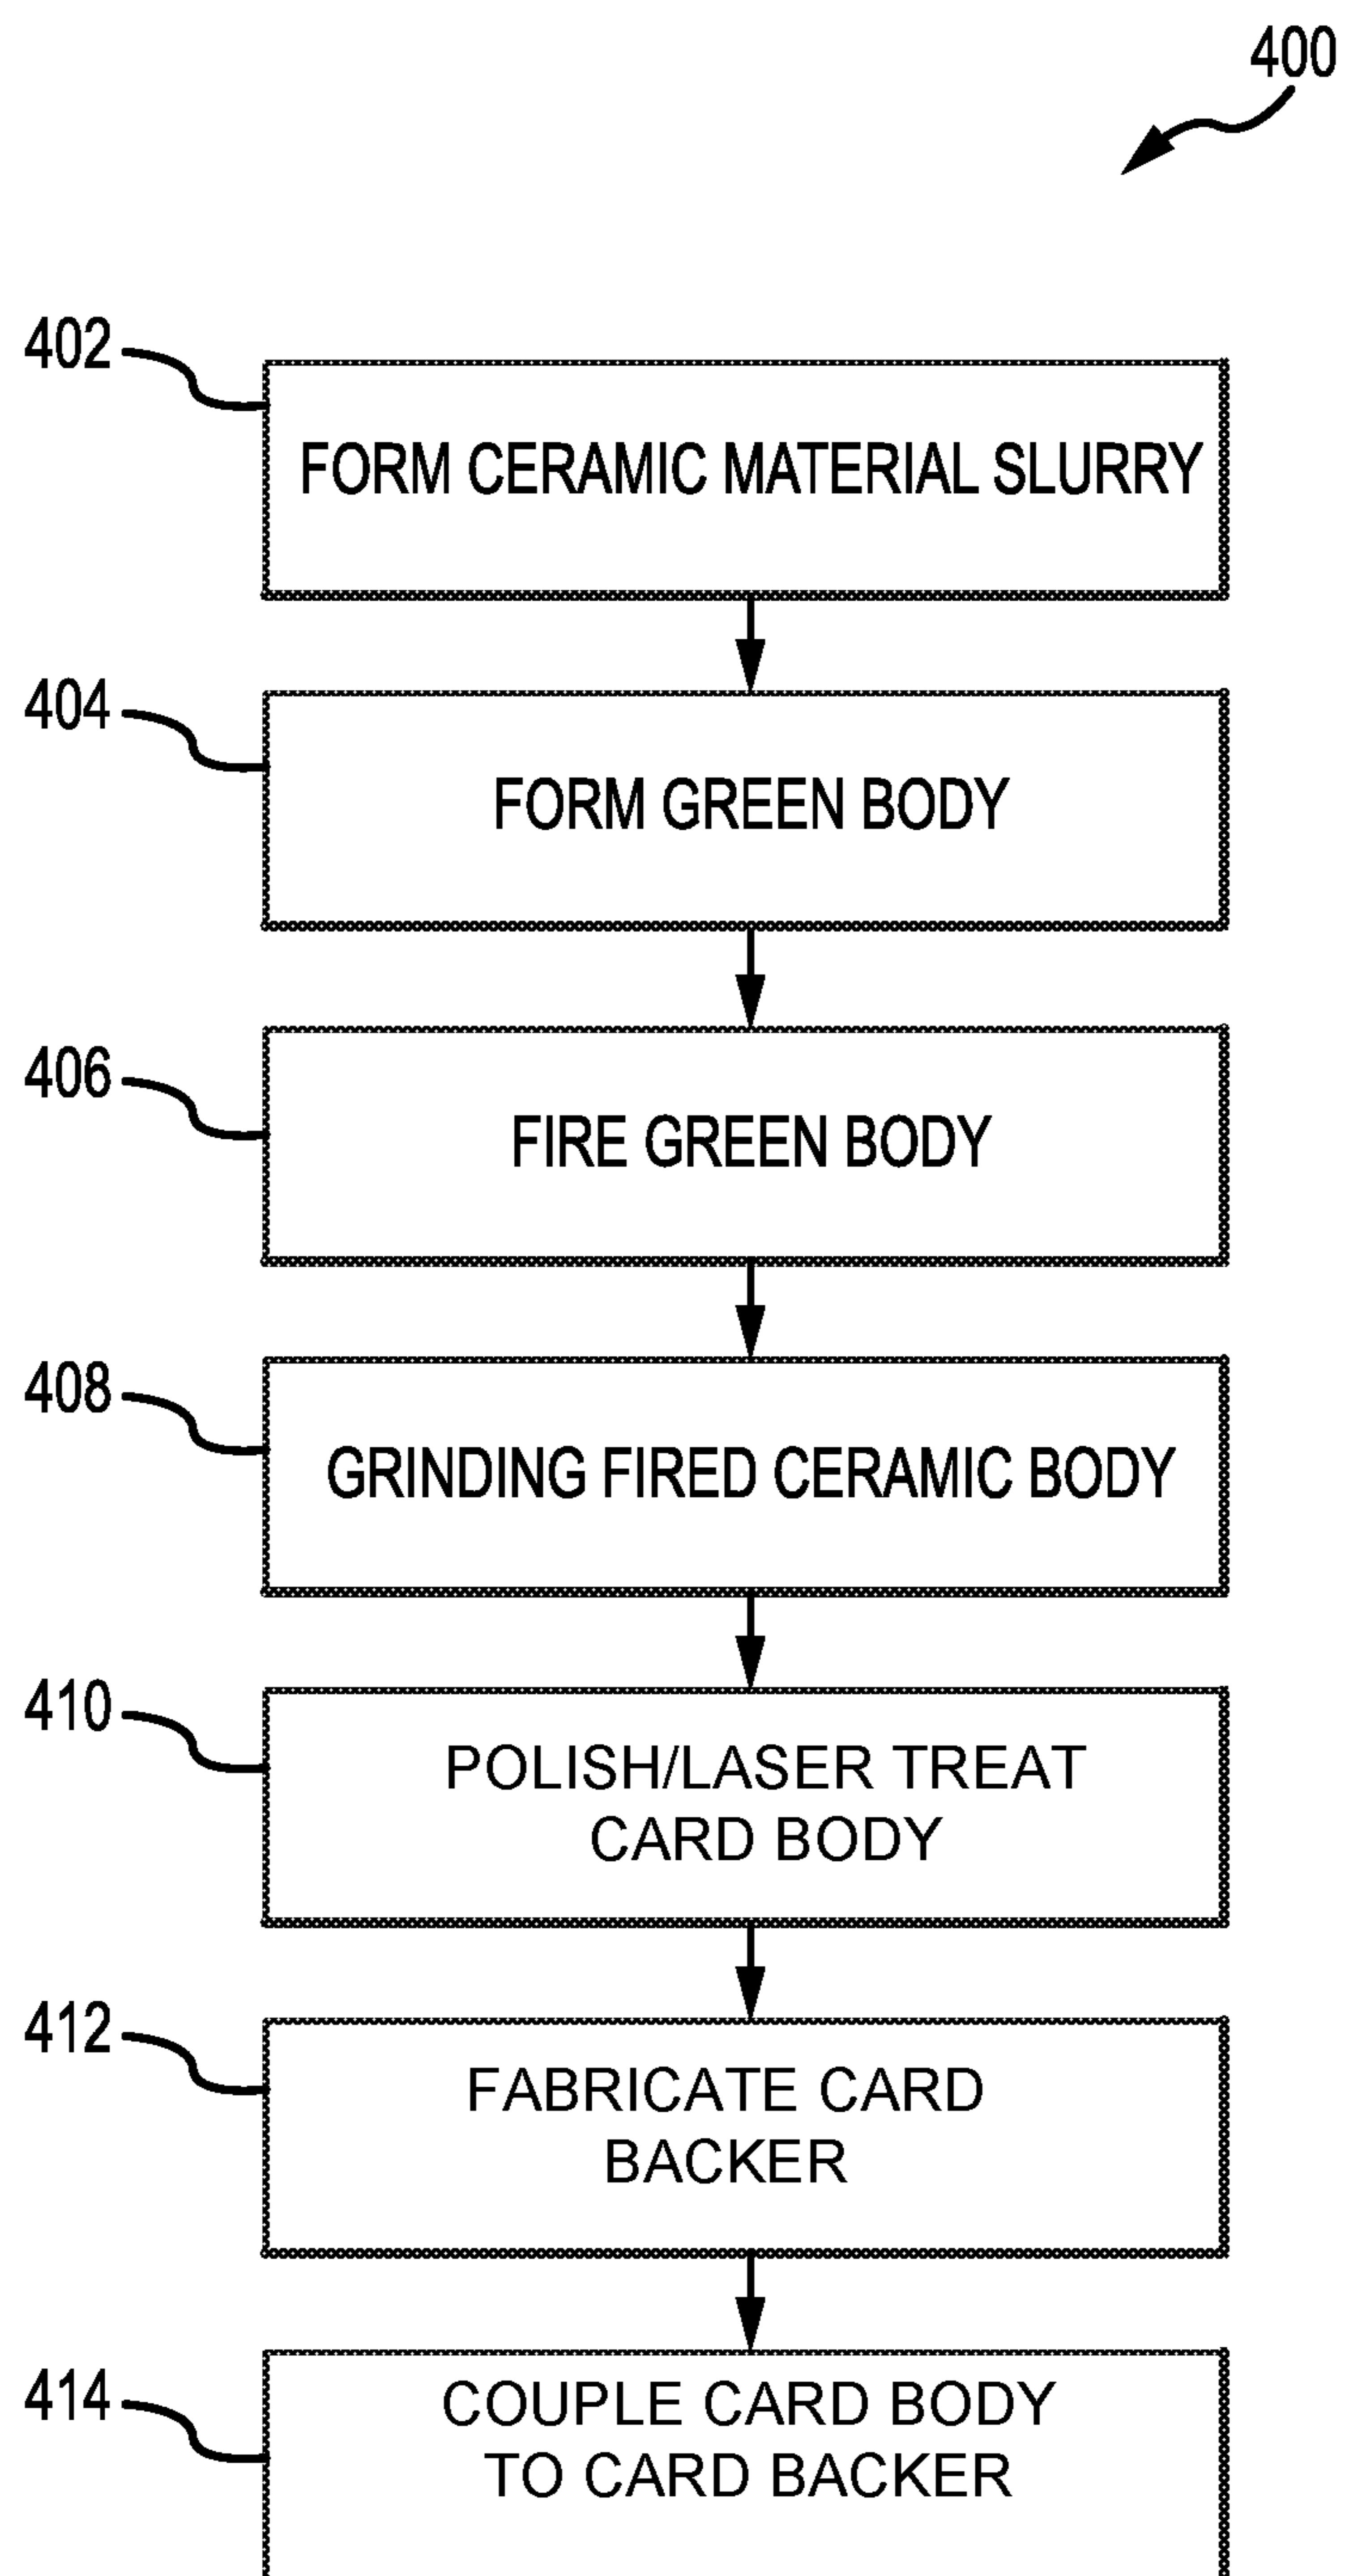 400
402
FORM CERAMIC MATERIAL SLURRY
404
FORM GREEN BODY
406
FIRE GREEN BODY
408
GRINDING FIRED CERAMIC BODY
410
POLISH/LASER TREAT
CARD BODY
412
FABRICATE CARD
BACKER
414
COUPLE CARD BODY
TO CARD BACKER